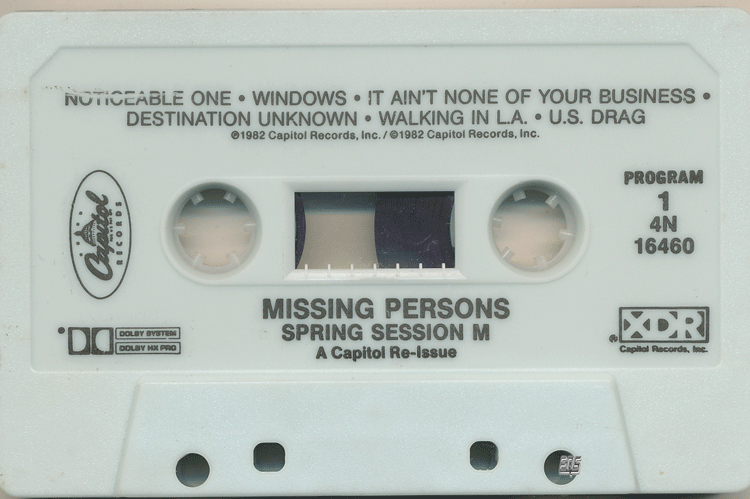 NOTICEABLE ONE • WINDOWS • IT AIN'T NONE OF YOUR BUSINESS •
DESTINATION UNKNOWN • WALKING IN L.A. • U.S. DRAG
℗1982 Capitol Records, Inc. / ©1982 Capitol Records, Inc.
PROGRAM
1
4N
16460
Capitol
RECORDS
MISSING PERSONS
SPRING SESSION M
A Capitol Re-Issue
DOLBY SYSTEM
DOLBY HX PRO
® XDR
Capitol Records, Inc.